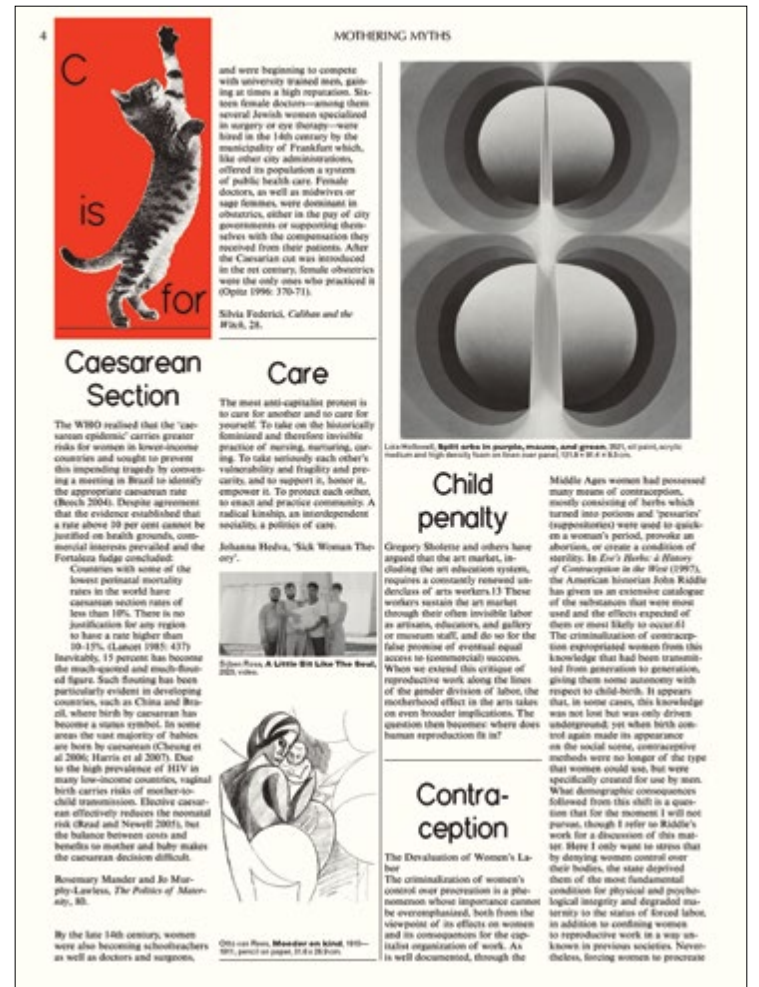 4
MOTHERING MYTHS
C
is
for
Caesarean
Section
The WHO realised that the 'cae-
sarean epidemic' carries greater
risks for women in lower-income
countries and sought to prevent
this impending tragedy by conven-
ing a meeting in Brazil to identify
the appropriate caesarean rate
(Beech 2004). Despite agreement
that the evidence established that
a rate above 10 per cent cannot be
justified on health grounds, com-
mercial interests prevailed and the
Fortaleza fudge concluded:
Countries with some of the
lowest perinatal mortality
rates in the world have
caesarean section rates of
less than 10%. There is no
justification for any region
to have a rate higher than
10-15%. (Lancet 1985: 437)
Inevitably, 15 percent has become
the much-quoted and much-flout-
ed figure. Such flouting has been
particularly evident in developing
countries, such as China and Bra-
zil, where birth by caesarean has
become a status symbol. In some
areas the vast majority of babies
are born by caesarean (Cheung et
al 2006; Harris et al 2007). Due
to the high prevalence of HIV in
many low-income countries, vaginal
birth carries risks of mother-to-
child transmission. Elective caesar-
ean effectively reduces the neonatal
risk (Read and Newell 2005), but
the balance between costs and
benefits to mother and baby makes
the caesarean decision difficult.
Rosemary Mander and Jo Mur-
phy-Lawless, The Politics of Mater-
nity, 80.
By the late 14th century, women
were also becoming schoolteachers
as well as doctors and surgeons,
and were beginning to compete
with university trained men, gain-
ing at times a high reputation. Six-
teen female doctors—among them
several Jewish women specialized
in surgery or eye therapy—were
hired in the 14th century by the
municipality of Frankfurt which,
like other city administrations,
offered its population a system
of public health care. Female
doctors, as well as midwives or
sage femmes, were dominant in
obstetrics, either in the pay of city
governments or supporting them-
selves with the compensation they
received from their patients. After
the Caesarian cut was introduced
in the ret century, female obstetrics
were the only ones who practiced it
(Opitz 1996: 370-71).
Silvia Federici, Caliban and the
Witch, 28.
Care
The most anti-capitalist protest is
to care for another and to care for
yourself. To take on the historically
feminized and therefore invisible
practice of nursing, nurturing, car-
ing. To take seriously each other's
vulnerability and fragility and pre-
carity, and to support it, honor it,
empower it. To protect each other,
to enact and practice community. A
radical kinship, an interdependent
sociality, a politics of care.
Johanna Hedva, 'Sick Woman The-
ory'.
Ross, A Little Bit Like The Soul,
video.
Otto van Rees, Moeder en kind, 1910—
1911, pencil on paper,
Loie Hollowell, Split orbs in purple, mauve, and green, 2021, oil paint, acrylic
medium and high density foam on linen over panel,
Child
penalty
Gregory Sholette and others have
argued that the art market, in-
cluding the art education system,
requires a constantly renewed un-
derclass of arts workers.13 These
workers sustain the art market
through their often invisible labor
as artisans, educators, and gallery
or museum staff, and do so for the
false promise of eventual equal
access to (commercial) success.
When we extend this critique of
reproductive work along the lines
of the gender division of labor, the
motherhood effect in the arts takes
on even broader implications. The
question then becomes: where does
human reproduction fit in?
Contra-
ception
The Devaluation of Women's La-
bor
The criminalization of women's
control over procreation is a phe-
nomenon whose importance cannot
be overemphasized, both from the
viewpoint of its effects on women
and its consequences for the cap-
italist organization of work. As
is well documented, through the
Middle Ages women had possessed
many means of contraception,
mostly consisting of herbs which
turned into potions and 'pessaries'
(suppositories) were used to quick-
en a woman's period, provoke an
abortion, or create a condition of
sterility. In Eve's Herbs: a History
of Contraception in the West (1997),
the American historian John Riddle
has given us an extensive catalogue
of the substances that were most
used and the effects expected of
them or most likely to occur.61
The criminalization of contracep-
tion expropriated women from this
knowledge that had been transmit-
ted from generation to generation,
giving them some autonomy with
respect to child-birth. It appears
that, in some cases, this knowledge
was not lost but was only driven
underground; yet when birth con-
trol again made its appearance
on the social scene, contraceptive
methods were no longer of the type
that women could use, but were
specifically created for use by men.
What demographic consequences
followed from this shift is a ques-
tion that for the moment I will not
pursue, though I refer to Riddle's
work for a discussion of this mat-
ter. Here I only want to stress that
by denying women control over
their bodies, the state deprived
them of the most fundamental
condition for physical and psycho-
logical integrity and degraded ma-
ternity to the status of forced labor,
in addition to confining women
to reproductive work in a way un-
known in previous societies. Never-
theless, forcing women to procreate